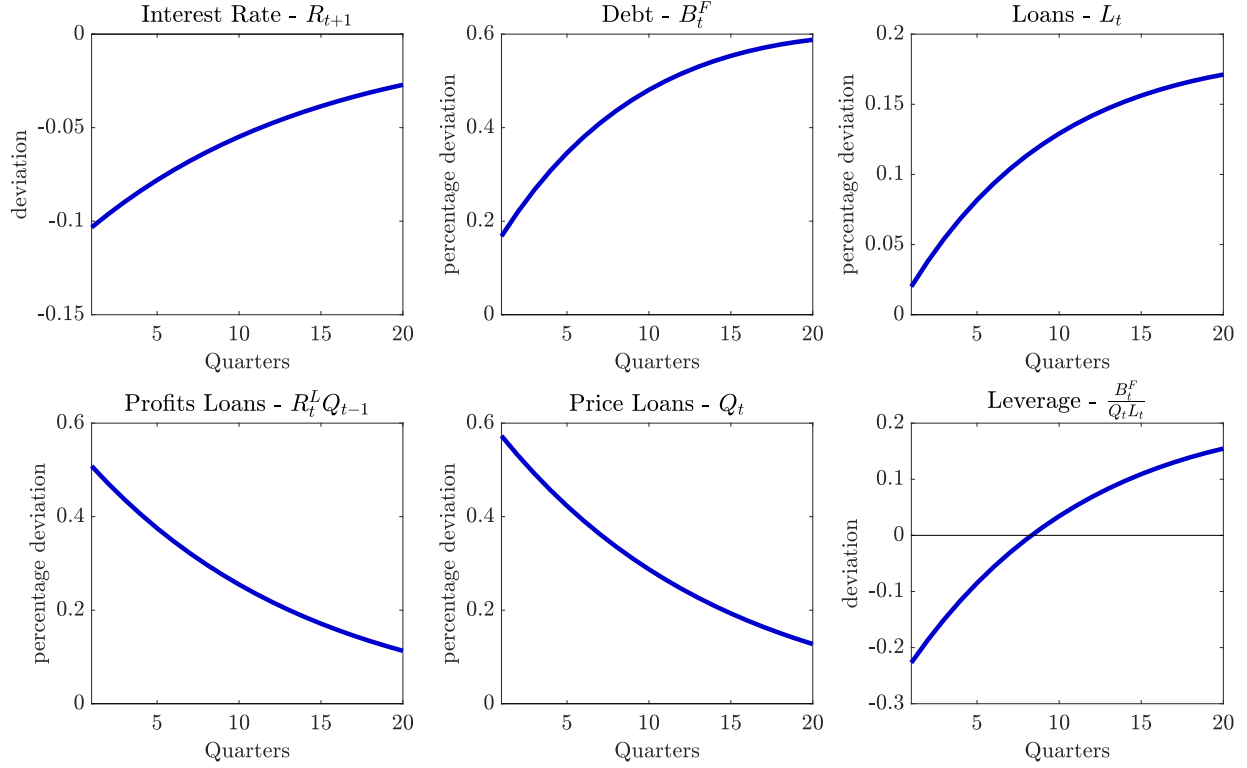 Interest Rate - R_{t+1}
deviation
0
-0.05
-0.1
-0.15
5 10 15 20
Quarters
Debt - B_t^F
percentage deviation
0.6
0.4
0.2
0
5 10 15 20
Quarters
Loans - L_t
percentage deviation
0.2
0.15
0.1
0.05
0
5 10 15 20
Quarters
Profits Loans - R_t^L Q_{t-1}
percentage deviation
0.6
0.4
0.2
0
5 10 15 20
Quarters
Price Loans - Q_t
percentage deviation
0.6
0.4
0.2
0
5 10 15 20
Quarters
Leverage - \frac{B_t^F}{Q_t L_t}
deviation
0.2
0.1
0
-0.1
-0.2
-0.3
5 10 15 20
Quarters